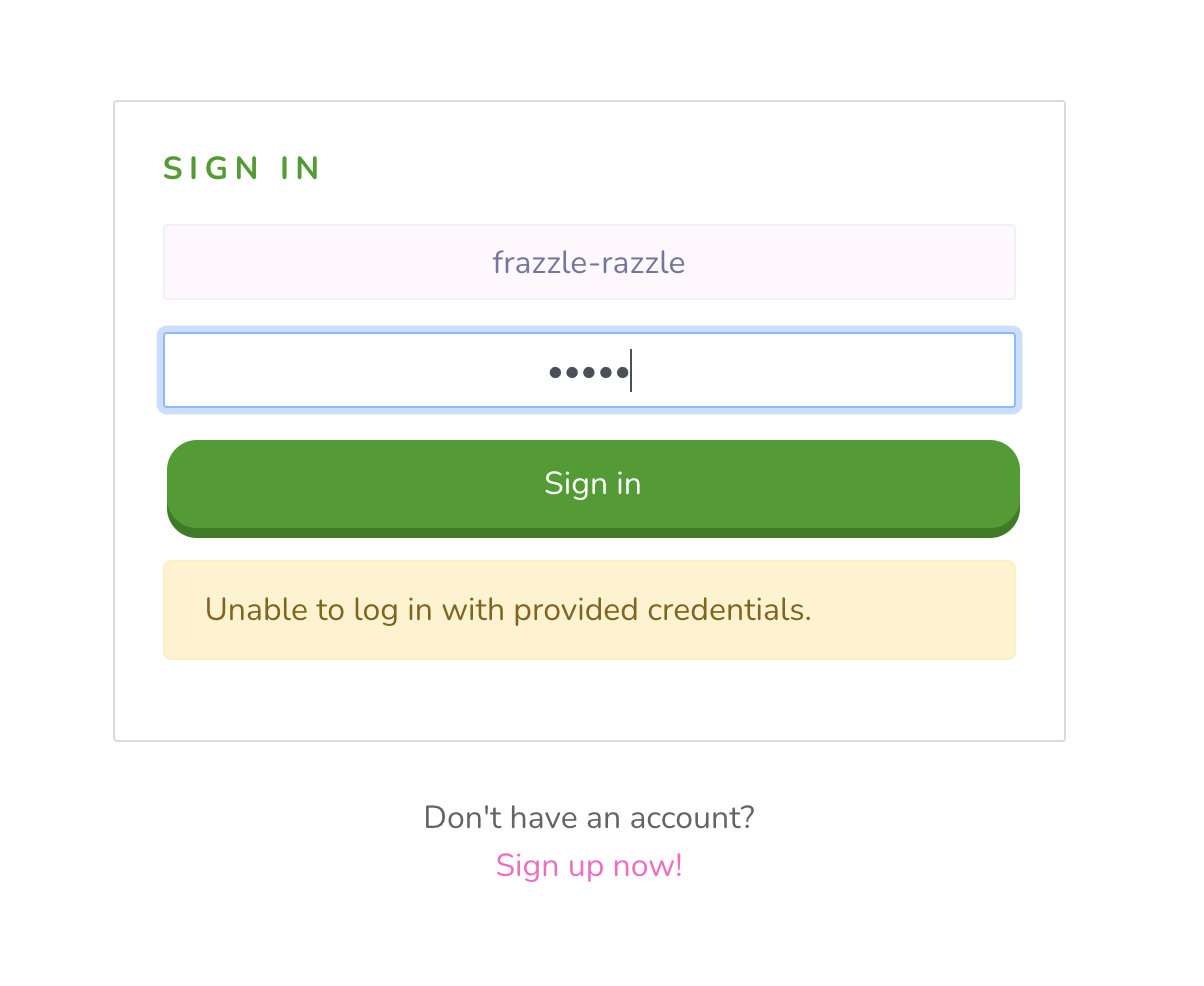 SIGN IN
frazzle-razzle
•••••
Sign in
Unable to log in with provided credentials.
Don't have an account?
Sign up now!